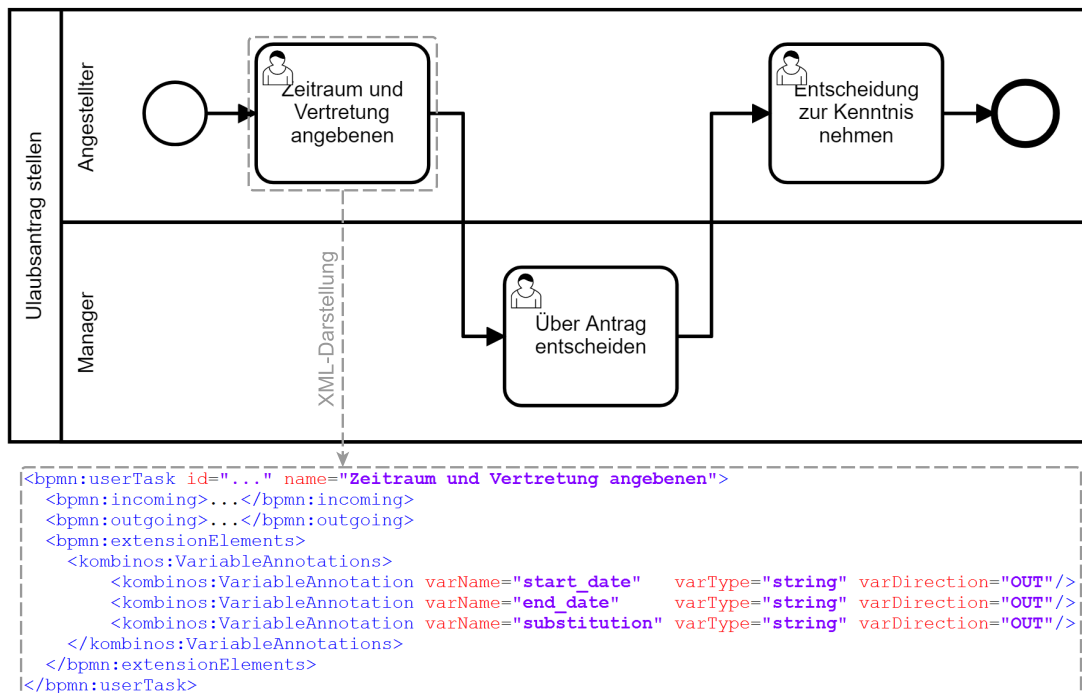 Ulaubsantrag stellen
Angestellter
Zeitraum und
Vertretung
angebenen
Entscheidung
zur Kenntnis
nehmen
Manager
Über Antrag
entscheiden
XML-Darstellung
<bpmn:userTask id="..." name="Zeitraum und Vertretung angebenen">
<bpmn:incoming>...</bpmn:incoming>
<bpmn:outgoing>...</bpmn:outgoing>
<bpmn:extensionElements>
<kombinos:VariableAnnotations>
<kombinos:VariableAnnotation varName="start_date" varType="string" varDirection="OUT"/>
<kombinos:VariableAnnotation varName="end_date" varType="string" varDirection="OUT"/>
<kombinos:VariableAnnotation varName="substitution" varType="string" varDirection="OUT"/>
</kombinos:VariableAnnotations>
</bpmn:extensionElements>
</bpmn:userTask>